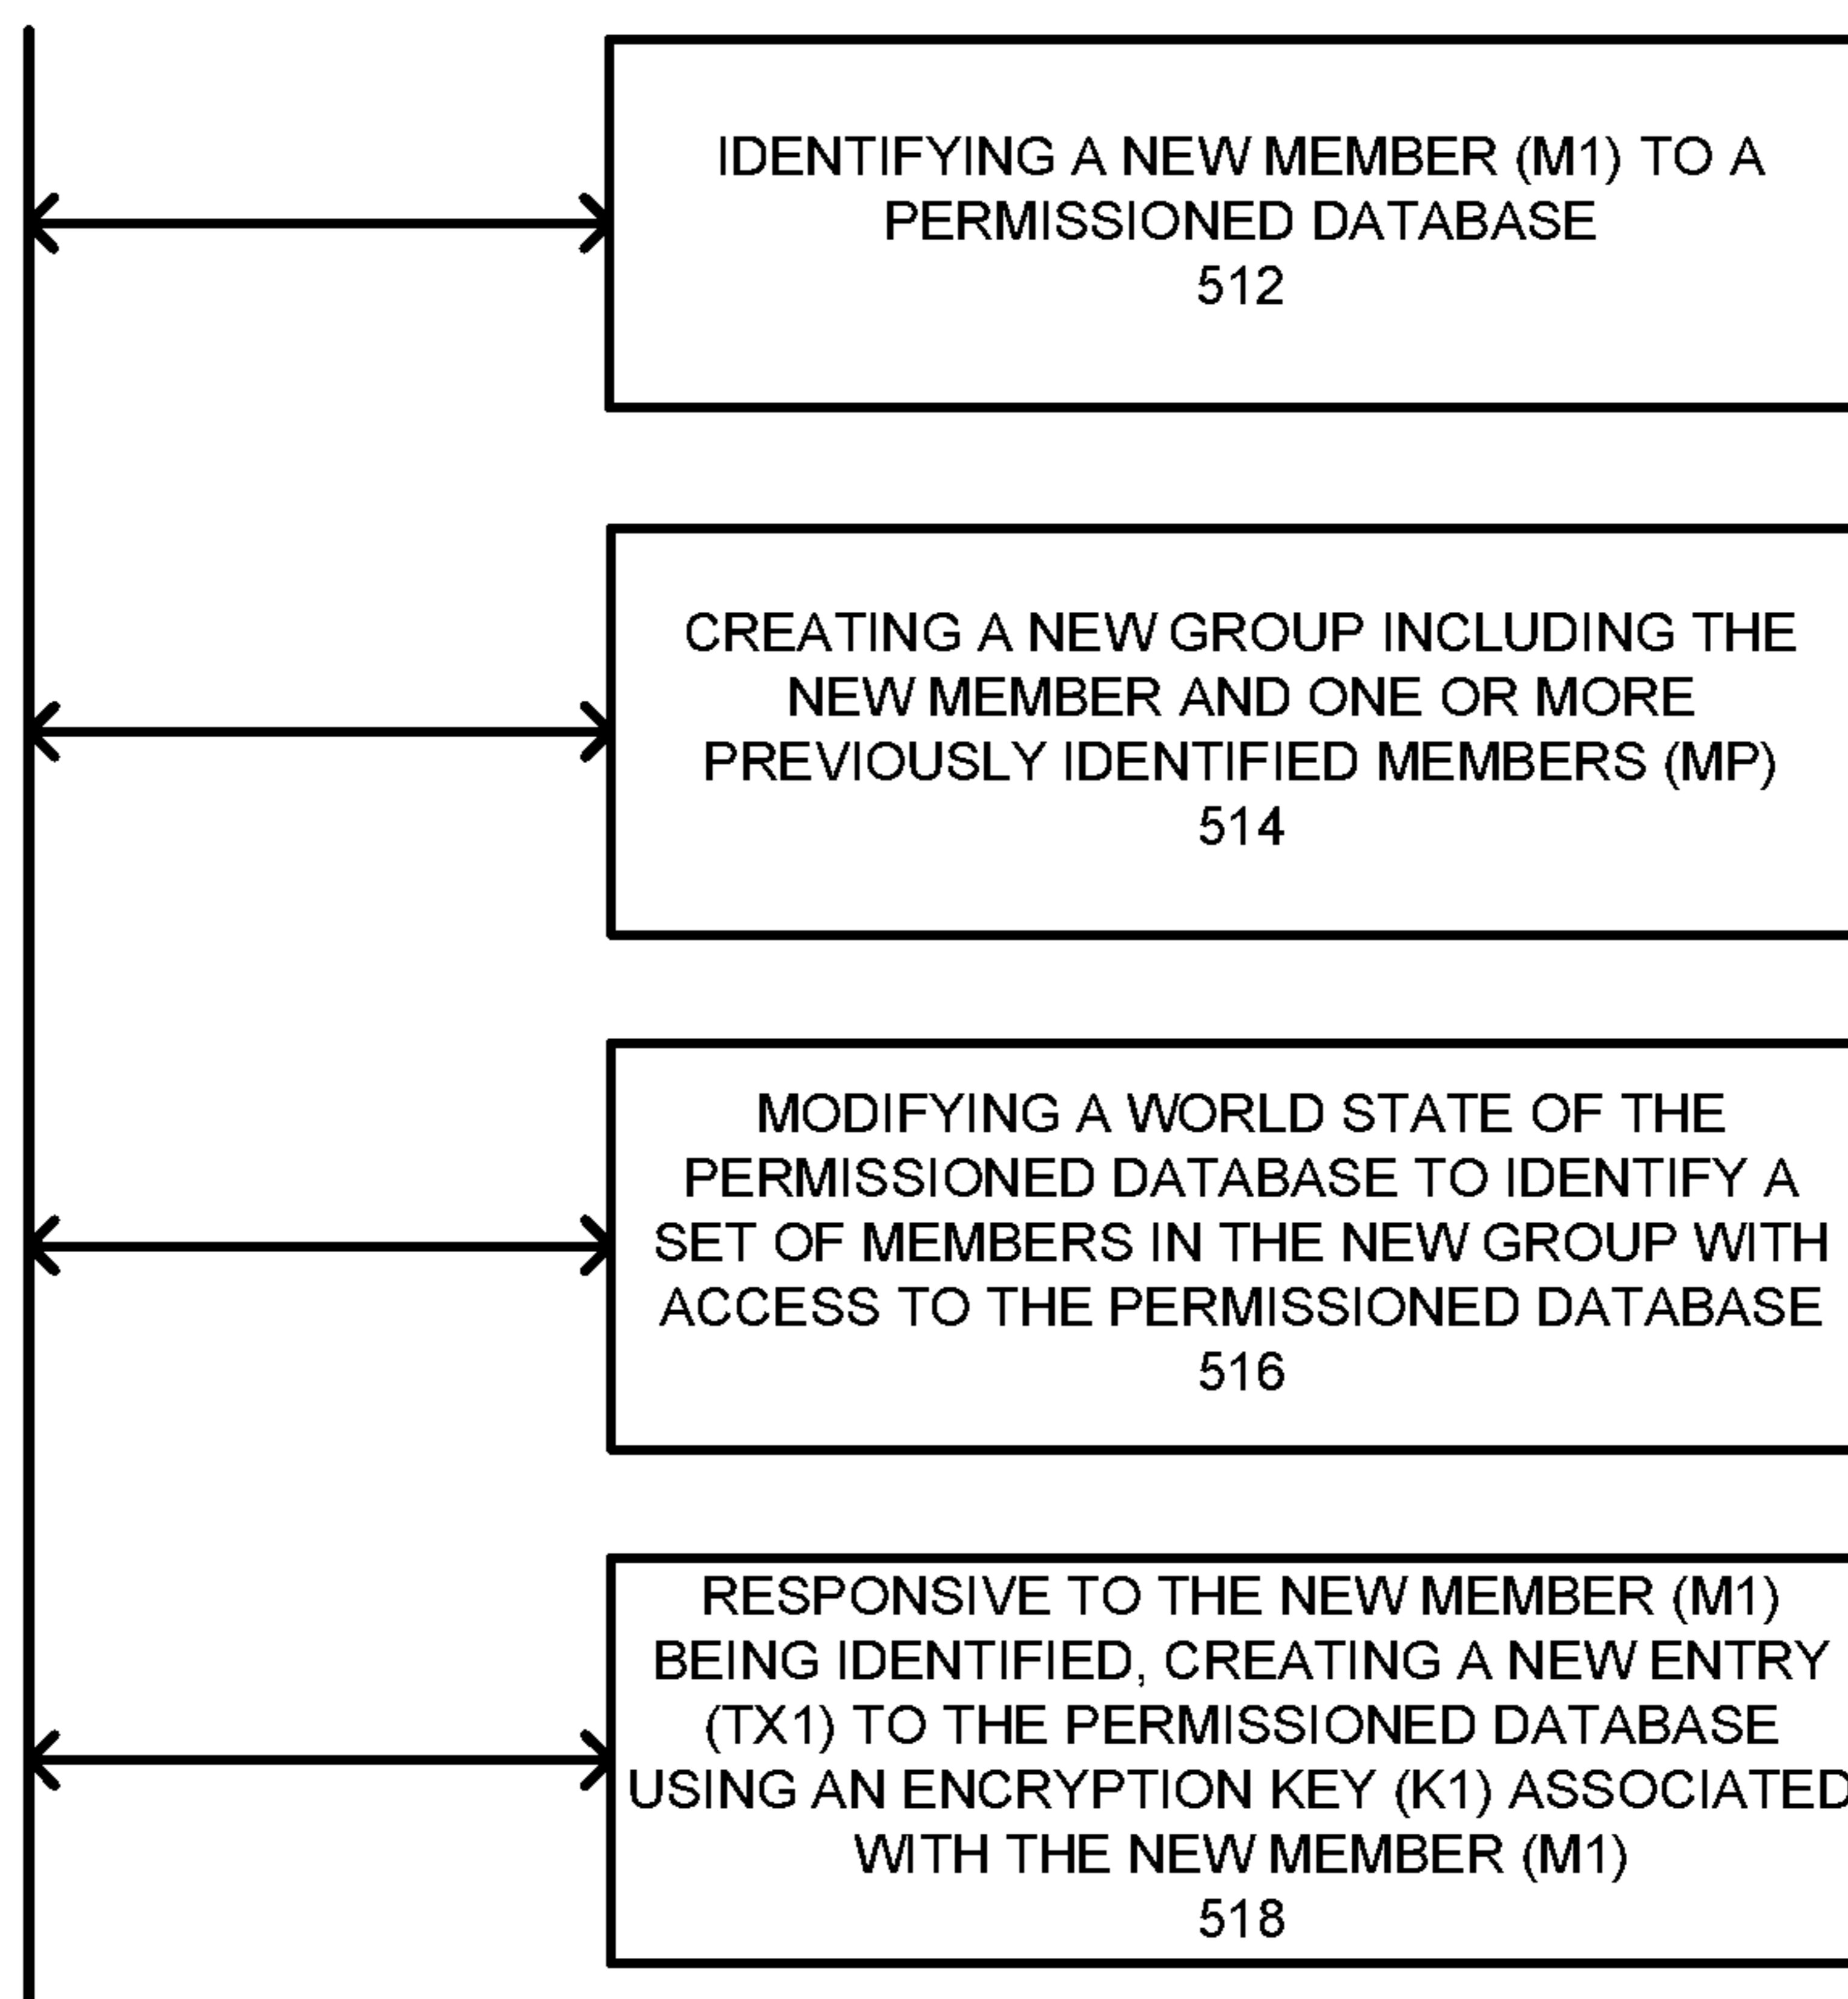 IDENTIFYING A NEW MEMBER (M1) TO A
PERMISSIONED DATABASE
512
CREATING A NEW GROUP INCLUDING THE
NEW MEMBER AND ONE OR MORE
PREVIOUSLY IDENTIFIED MEMBERS (MP)
514
MODIFYING A WORLD STATE OF THE
PERMISSIONED DATABASE TO IDENTIFY A
SET OF MEMBERS IN THE NEW GROUP WITH
ACCESS TO THE PERMISSIONED DATABASE
516
RESPONSIVE TO THE NEW MEMBER (M1)
BEING IDENTIFIED, CREATING A NEW ENTRY
(TX1) TO THE PERMISSIONED DATABASE
USING AN ENCRYPTION KEY (K1) ASSOCIATED
WITH THE NEW MEMBER (M1)
518